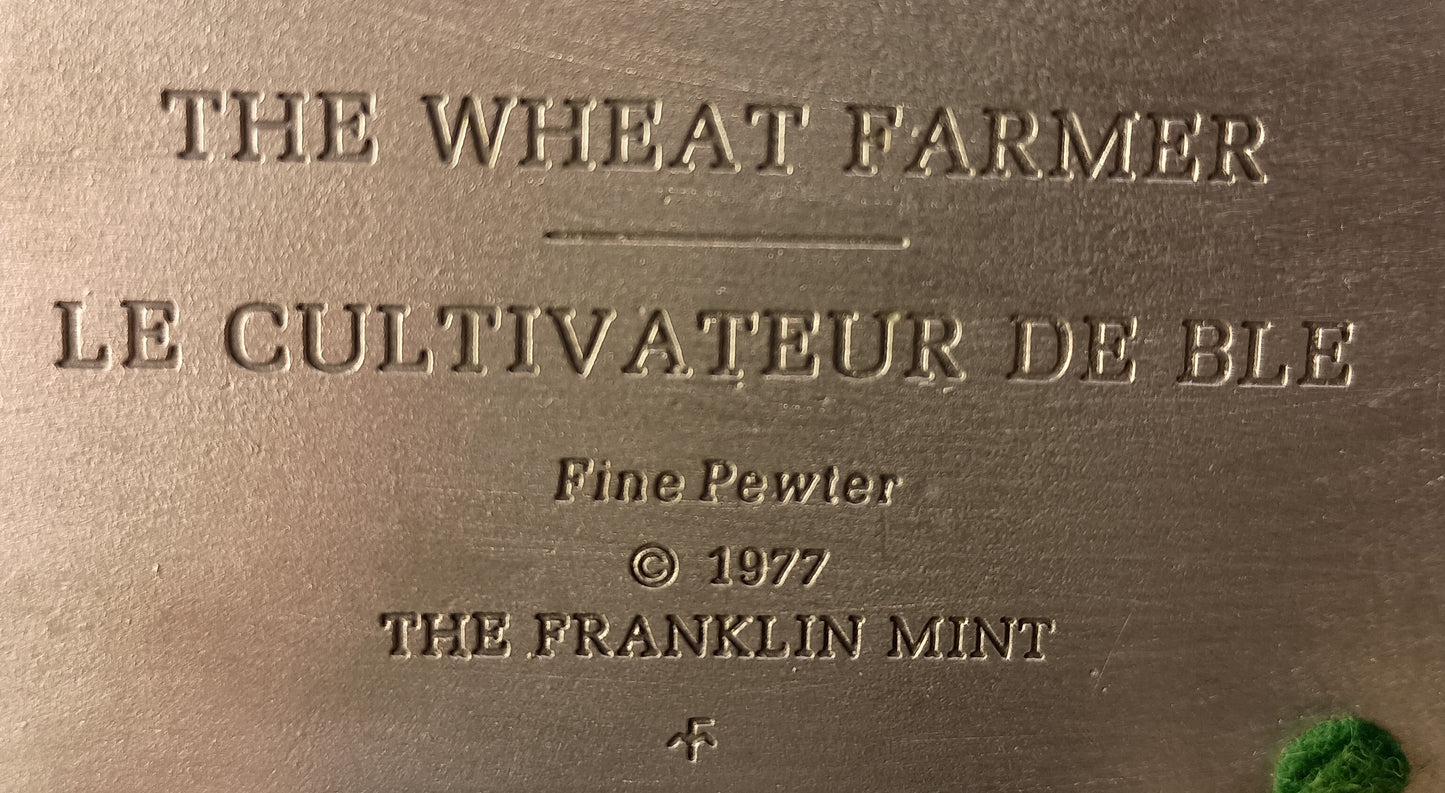 THE WHEAT FARMER
LE CULTIVATEUR DE BLE
Fine Pewter
© 1977
THE FRANKLIN MINT